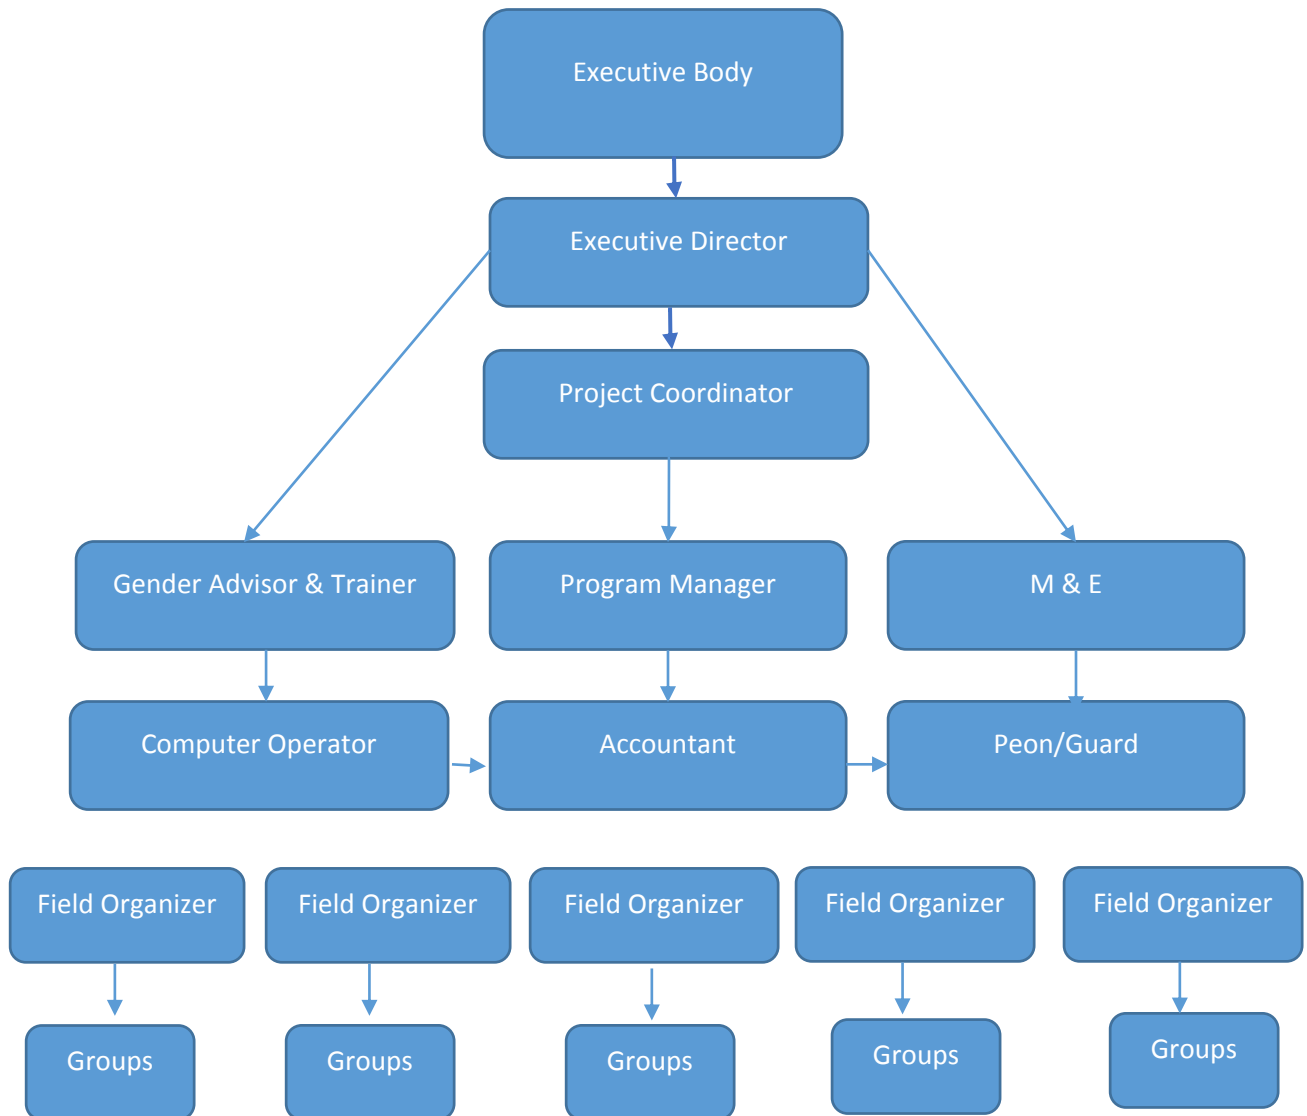 Executive Body
Executive Director
Project Coordinator
Gender Advisor & Trainer
Program Manager
M & E
Computer Operator
Accountant
Peon/Guard
Field Organizer
Field Organizer
Field Organizer
Field Organizer
Field Organizer
Groups
Groups
Groups
Groups
Groups